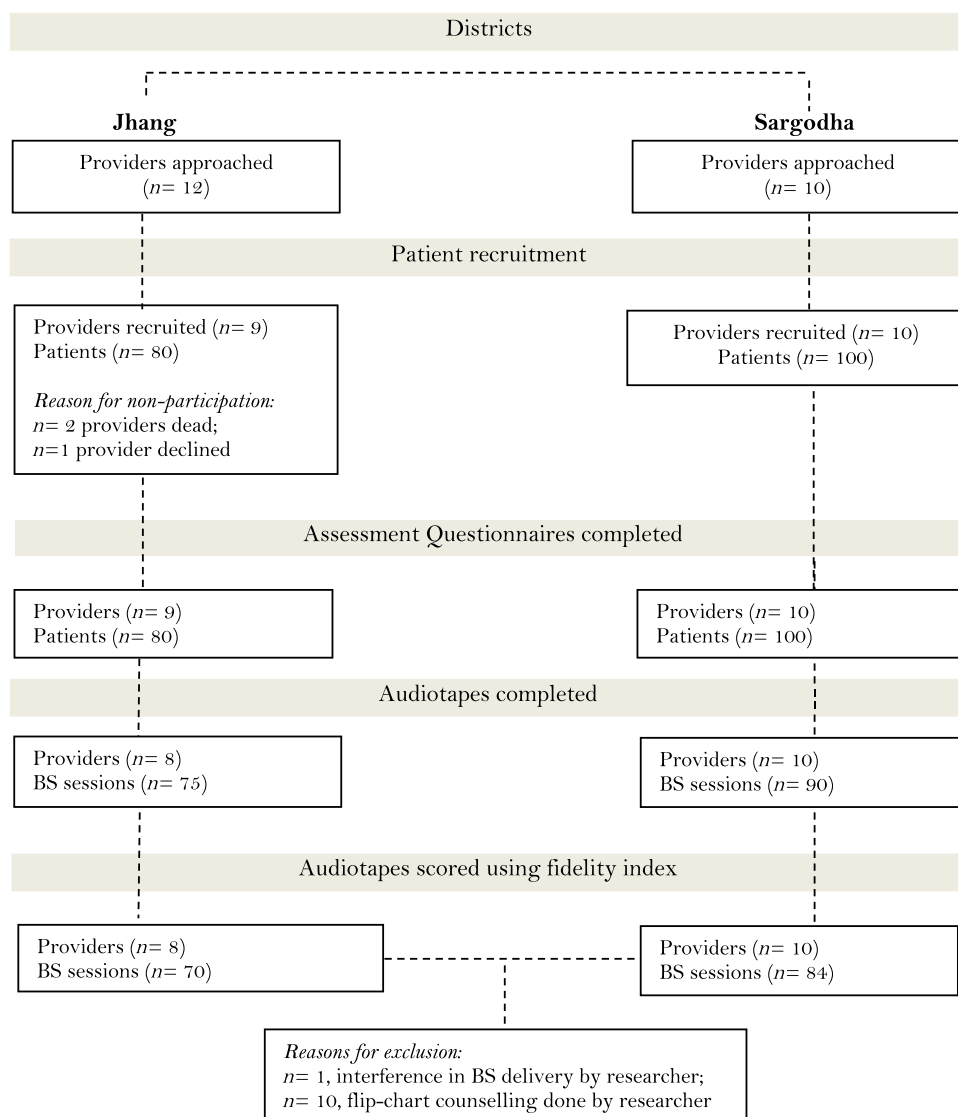 Districts
Jhang
Sargodha
Providers approached
(n= 12)
Providers approached
(n= 10)
Patient recruitment
Providers recruited (n= 9)
Patients (n= 80)
Reason for non-participation:
n= 2 providers dead;
n=1 provider declined
Providers recruited (n= 10)
Patients (n= 100)
Assessment Questionnaires completed
Providers (n= 9)
Patients (n= 80)
Providers (n= 10)
Patients (n= 100)
Audiotapes completed
Providers (n= 8)
BS sessions (n= 75)
Providers (n= 10)
BS sessions (n= 90)
Audiotapes scored using fidelity index
Providers (n= 8)
BS sessions (n= 70)
Providers (n= 10)
BS sessions (n= 84)
Reasons for exclusion:
n= 1, interference in BS delivery by researcher;
n= 10, flip-chart counselling done by researcher